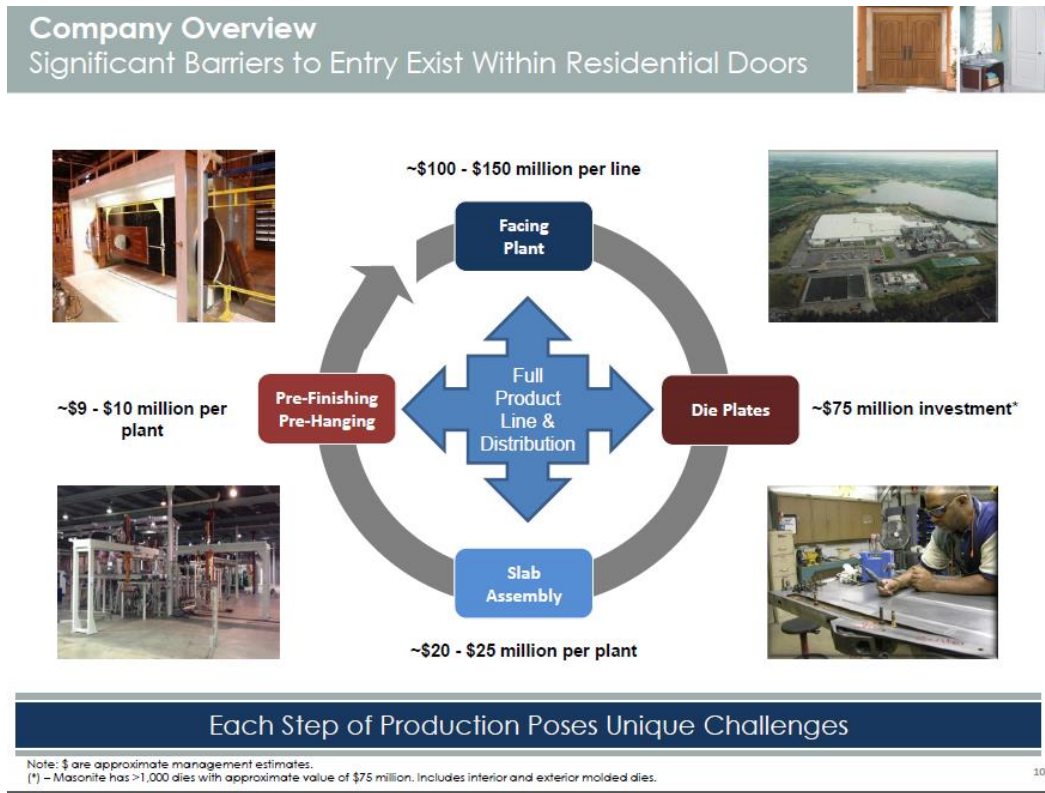 Company Overview
Significant Barriers to Entry Exist Within Residential Doors
~$100 - $150 million per line
Facing
Plant
Pre-Finishing
Pre-Hanging
~$9 - $10 million per
plant
Full
Product
Line &
Distribution
Die Plates
~$75 million investment*
Slab
Assembly
~$20 - $25 million per plant
Each Step of Production Poses Unique Challenges
Note: $ are approximate management estimates.
(*) – Masonite has >1,000 dies with approximate value of $75 million. Includes interior and exterior molded dies.
10